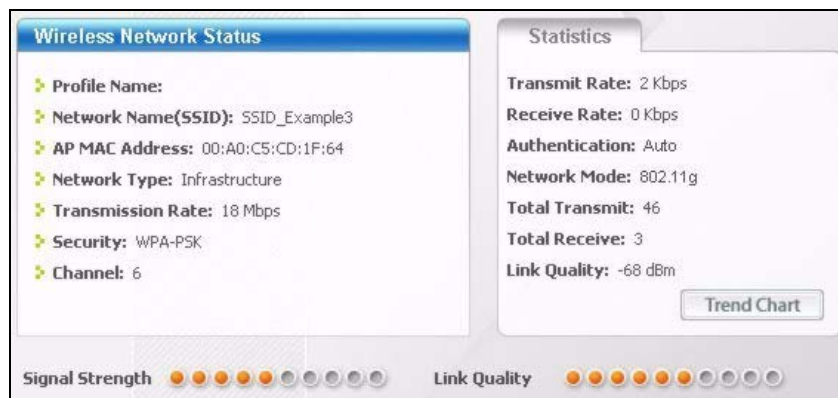 Wireless Network Status
Profile Name:
Network Name(SSID): SSID_Example3
AP MAC Address: 00:A0:C5:CD:1F:64
Network Type: Infrastructure
Transmission Rate: 18 Mbps
Security: WPA-PSK
Channel: 6
Statistics
Transmit Rate: 2 Kbps
Receive Rate: 0 Kbps
Authentication: Auto
Network Mode: 802.11g
Total Transmit: 46
Total Receive: 3
Link Quality: -68 dBm
Trend Chart
Signal Strength
Link Quality